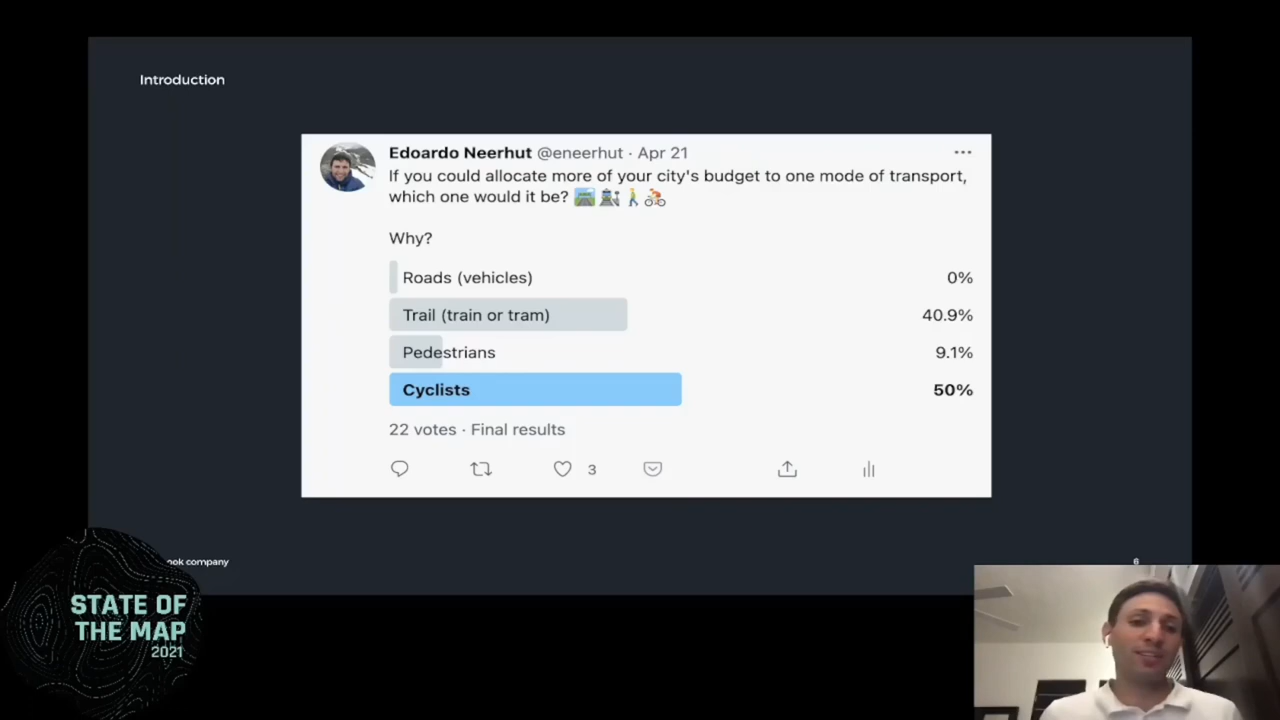 Introduction
Edoardo Neerhut @eneerhut · Apr 21
If you could allocate more of your city's budget to one mode of transport,
which one would it be?
Why?
Roads (vehicles) 0%
Trail (train or tram) 40.9%
Pedestrians 9.1%
Cyclists 50%
22 votes · Final results
3
company
6
STATE OF
THE MAP
2021